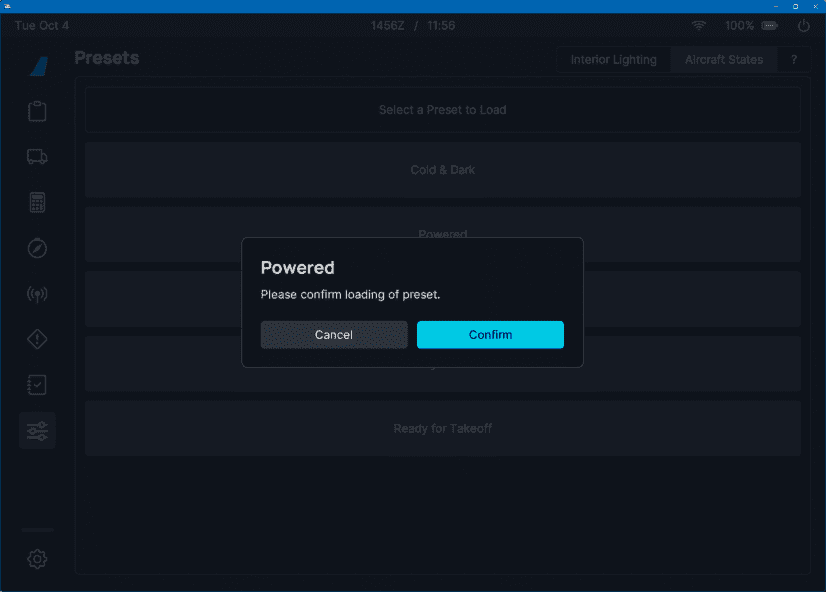 Tue Oct 4
1456Z / 11:56
100%
Presets
Interior Lighting
Aircraft States
?
Select a Preset to Load
Cold & Dark
Powered
Powered
Please confirm loading of preset.
Cancel
Confirm
Ready for Takeoff